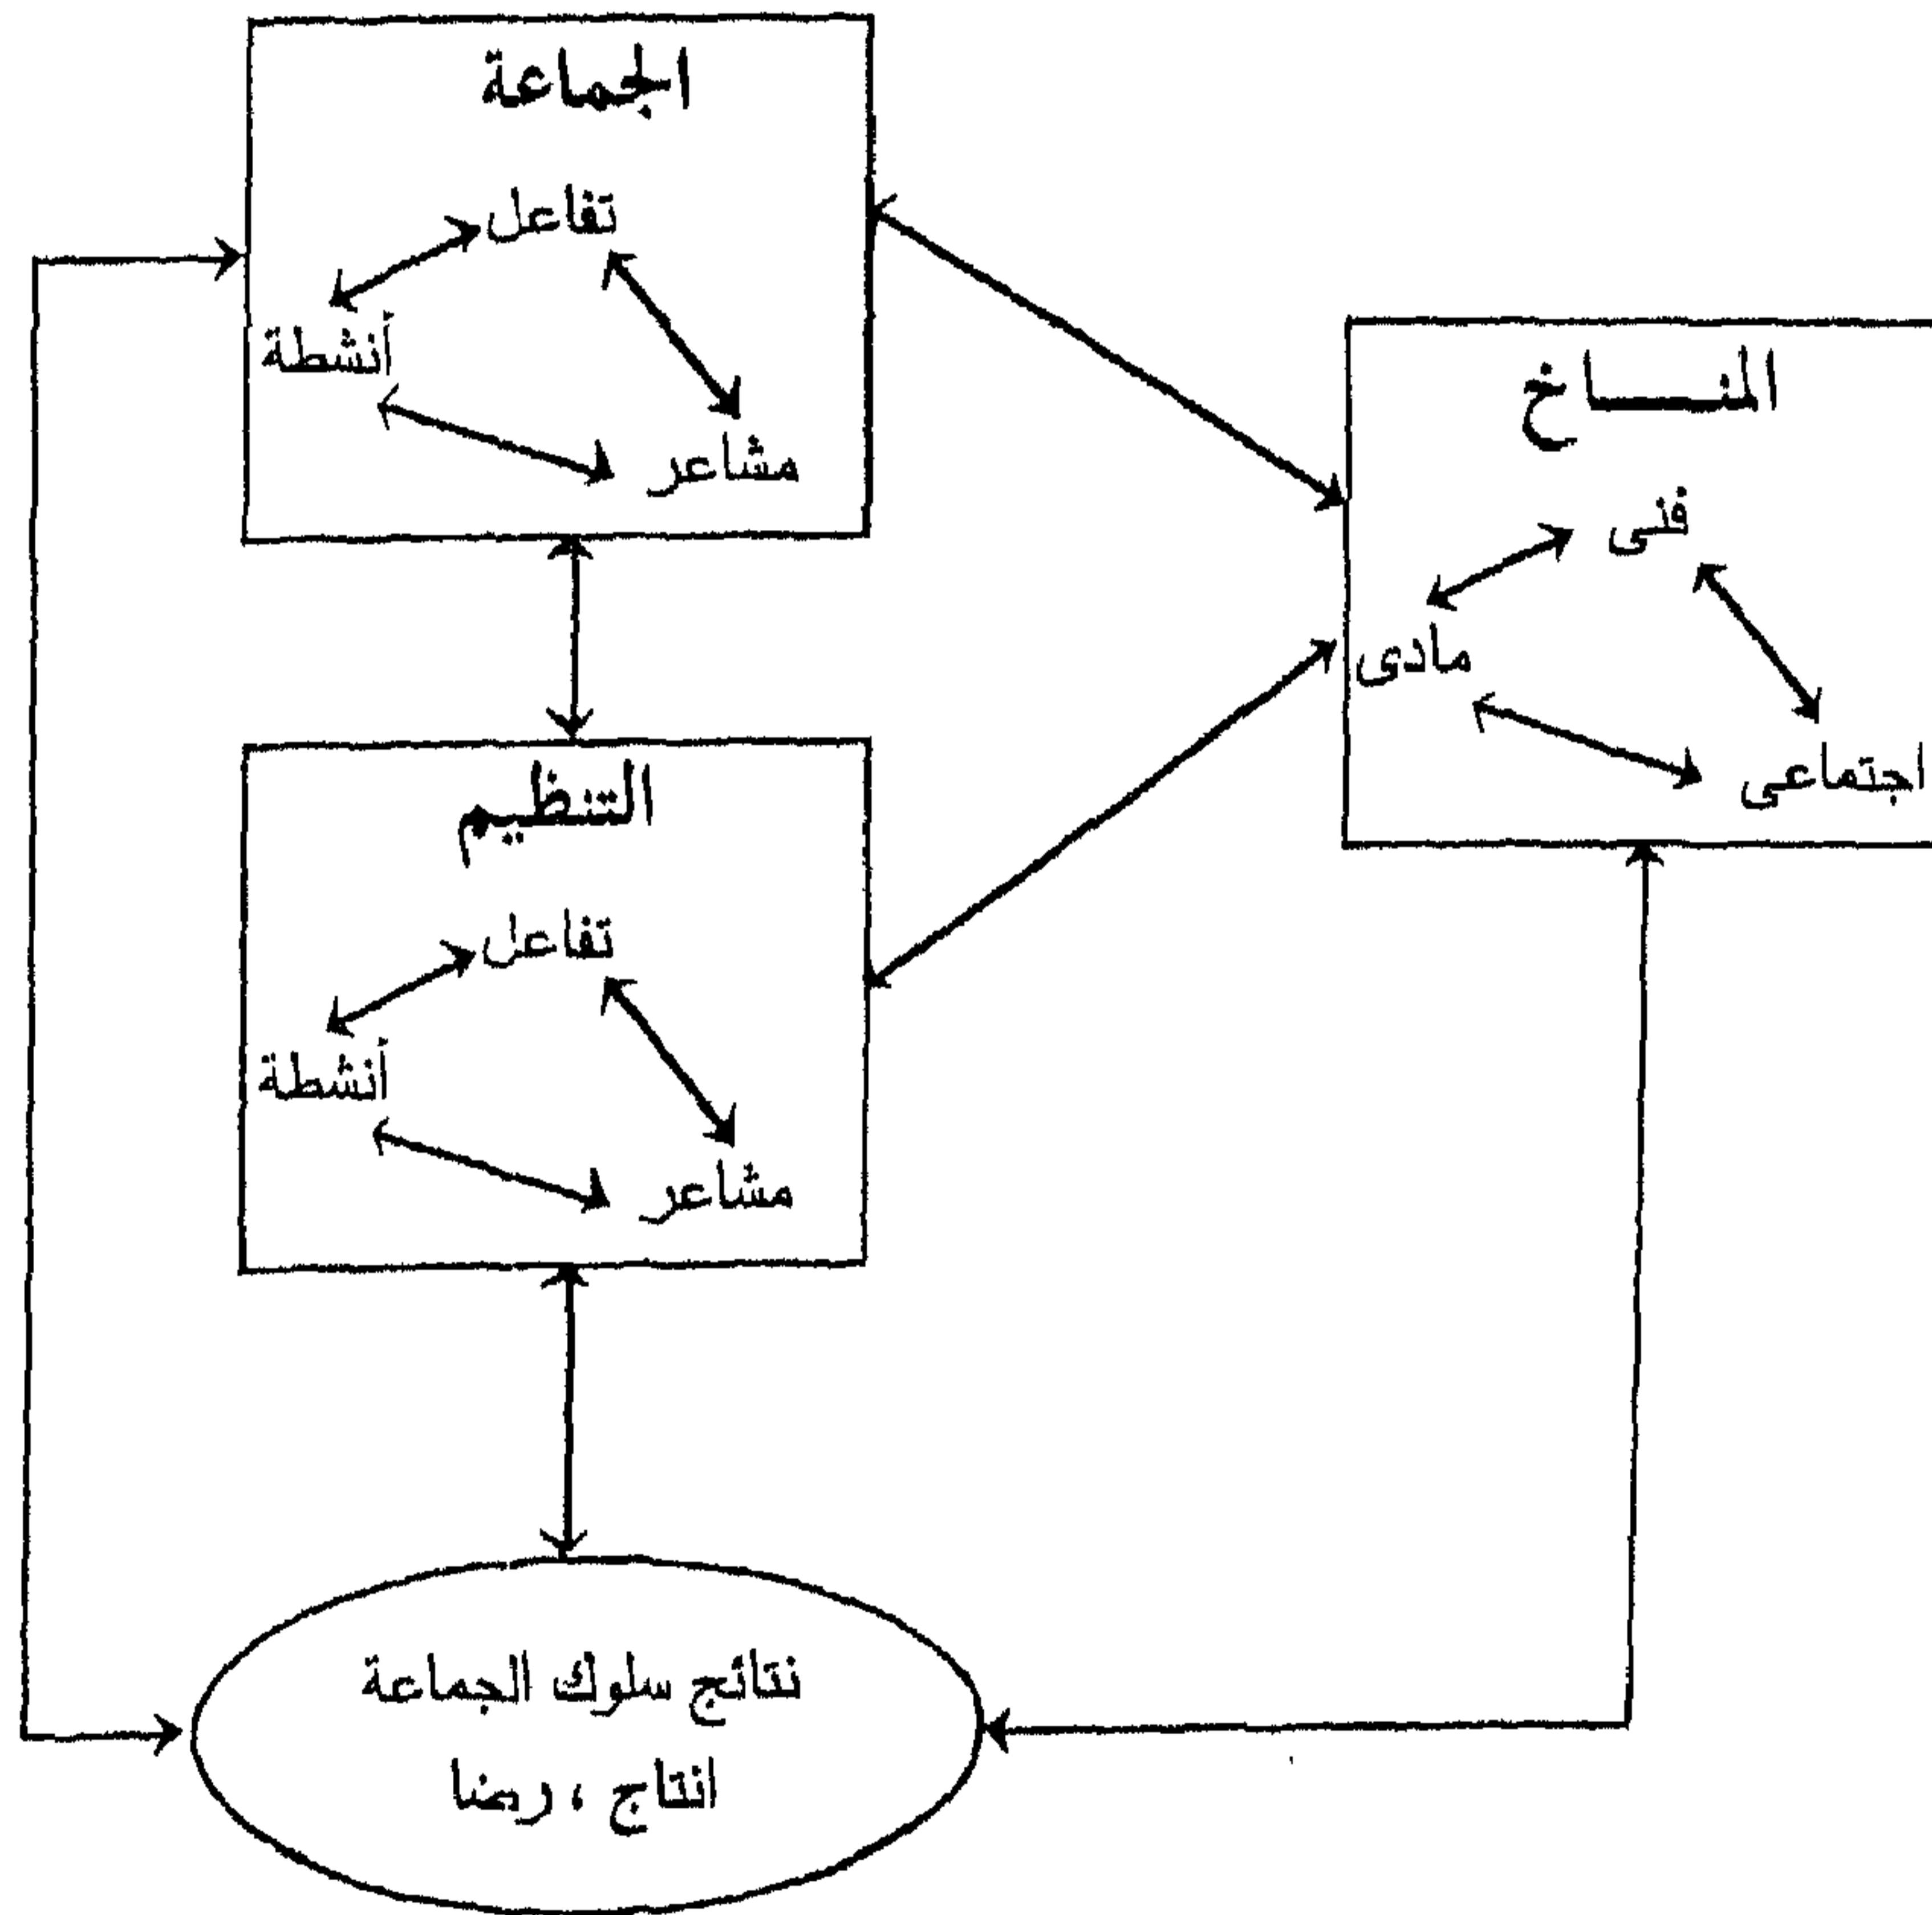 الجماعة
تفاعل
أنشطة
مشاعر
المنـــاخ
فنى
مادى
اجتماعى
التنظيم
تفاعل
أنشطة
مشاعر
نتائج سلوك الجماعة
انتاج ، رضا